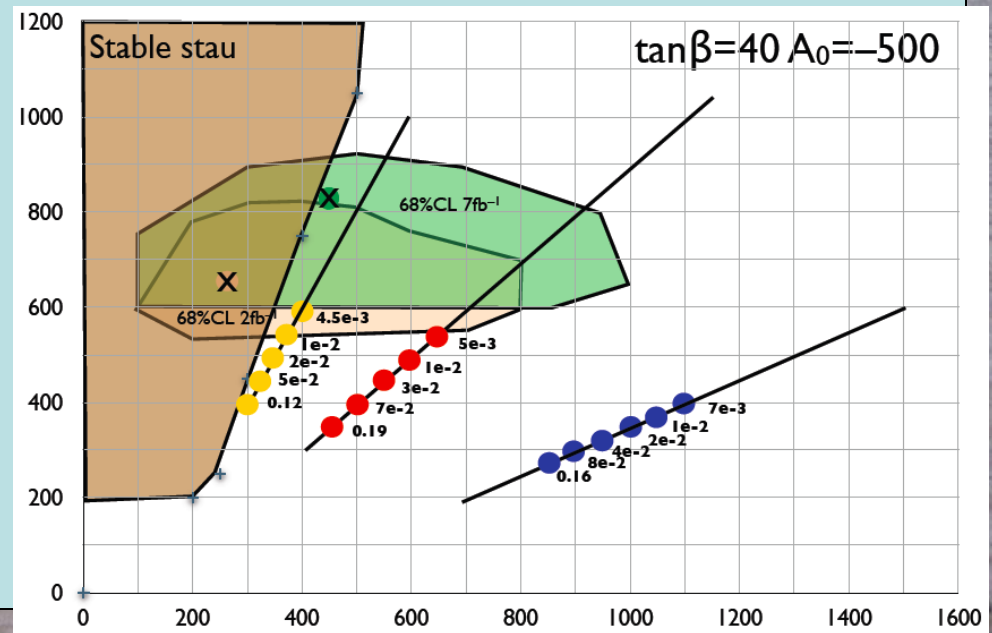 1200
Stable stau
tanβ=40 A₀=–500
1000
68%CL 7fb⁻¹
800
X
X
600
68%CL 2fb⁻¹
4.5e-3
1e-2
5e-3
2e-2
1e-2
5e-2
3e-2
400
0.12
7e-2
7e-3
0.19
1e-2
2e-2
4e-2
8e-2
0.16
200
0
0 200 400 600 800 1000 1200 1400 1600